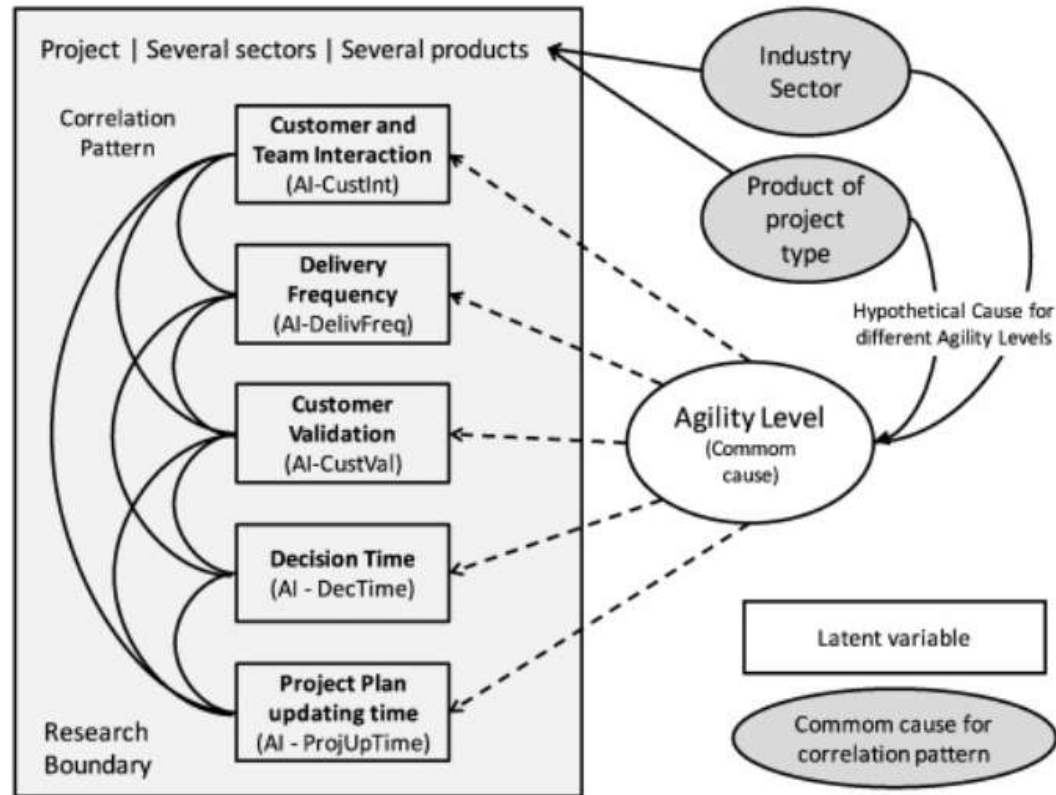 Project | Several sectors | Several products
Correlation
Pattern
Customer and
Team Interaction
(AI-CustInt)
Delivery
Frequency
(AI-DelivFreq)
Customer
Validation
(AI-CustVal)
Decision Time
(AI - DecTime)
Project Plan
updating time
(AI - ProjUpTime)
Research
Boundary
Industry
Sector
Product of
project
type
Hypothetical Cause for
different Agility Levels
Agility Level
(Commom
cause)
Latent variable
Commom cause for
correlation pattern